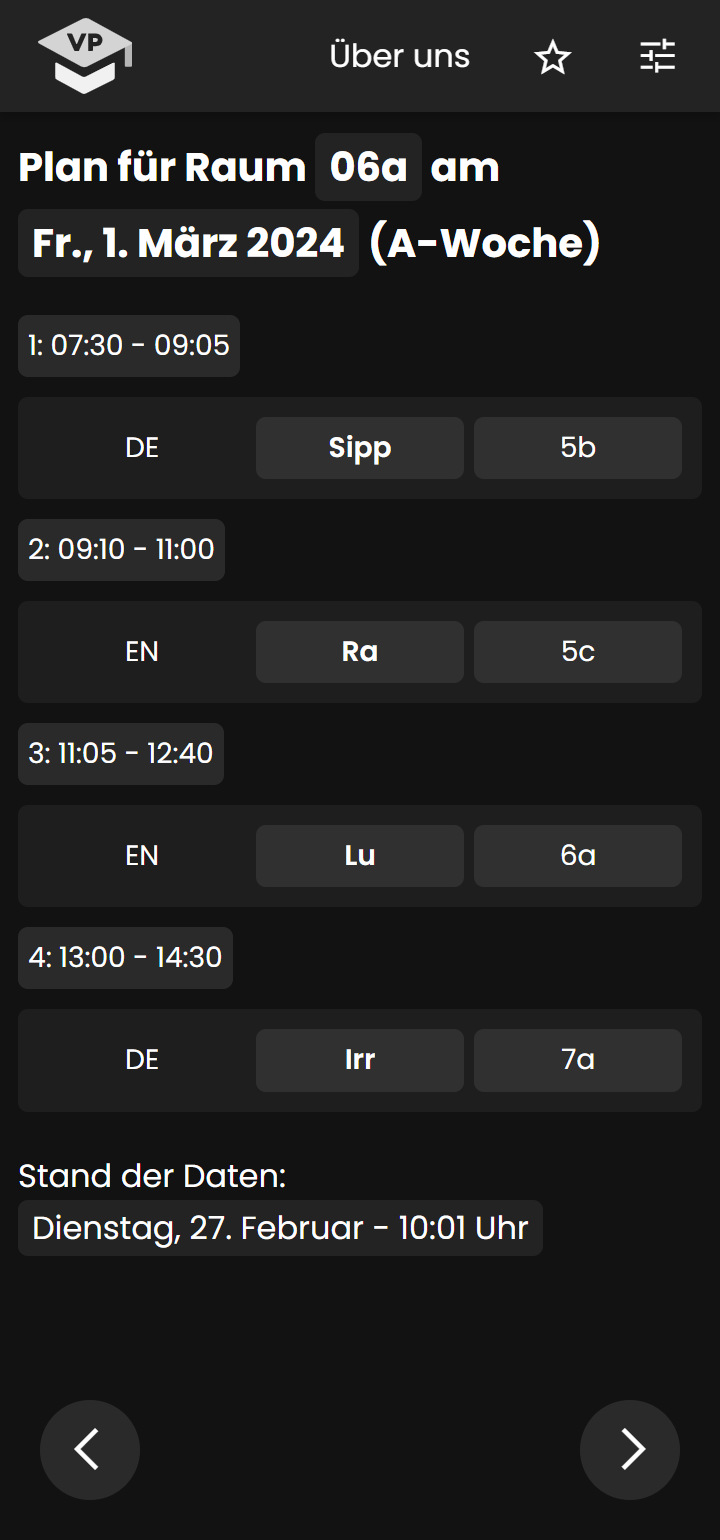 VP
Über uns
Plan für Raum 06a am
Fr., 1. März 2024 (A-Woche)
1: 07:30 - 09:05
DE Sipp 5b
2: 09:10 - 11:00
EN Ra 5c
3: 11:05 - 12:40
EN Lu 6a
4: 13:00 - 14:30
DE Irr 7a
Stand der Daten:
Dienstag, 27. Februar - 10:01 Uhr